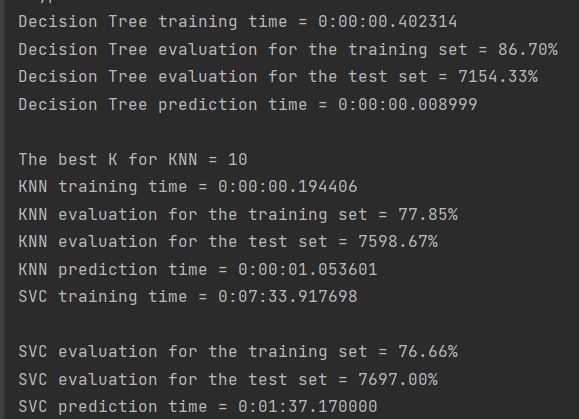 Decision Tree training time = 0:00:00.402314
Decision Tree evaluation for the training set = 86.70%
Decision Tree evaluation for the test set = 7154.33%
Decision Tree prediction time = 0:00:00.008999
The best K for KNN = 10
KNN training time = 0:00:00.194406
KNN evaluation for the training set = 77.85%
KNN evaluation for the test set = 7598.67%
KNN prediction time = 0:00:01.053601
SVC training time = 0:07:33.917698
SVC evaluation for the training set = 76.66%
SVC evaluation for the test set = 7697.00%
SVC prediction time = 0:01:37.170000